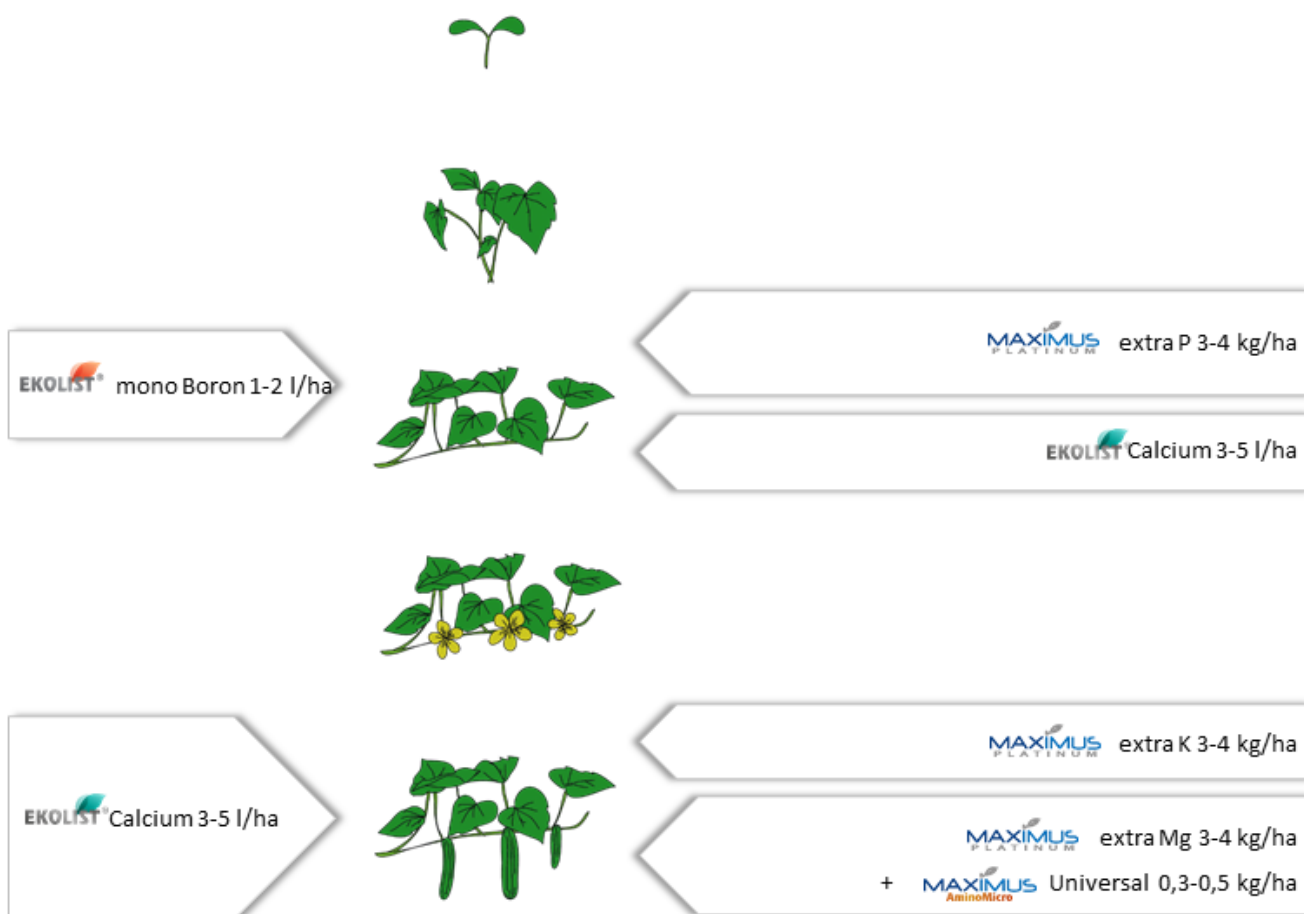 MAXIMUS PLATINUM extra P 3-4 kg/ha
EKOLIST® mono Boron 1-2 l/ha
EKOLIST® Calcium 3-5 l/ha
MAXIMUS PLATINUM extra K 3-4 kg/ha
EKOLIST® Calcium 3-5 l/ha
MAXIMUS PLATINUM extra Mg 3-4 kg/ha
+ MAXIMUS AminoMicro Universal 0,3-0,5 kg/ha